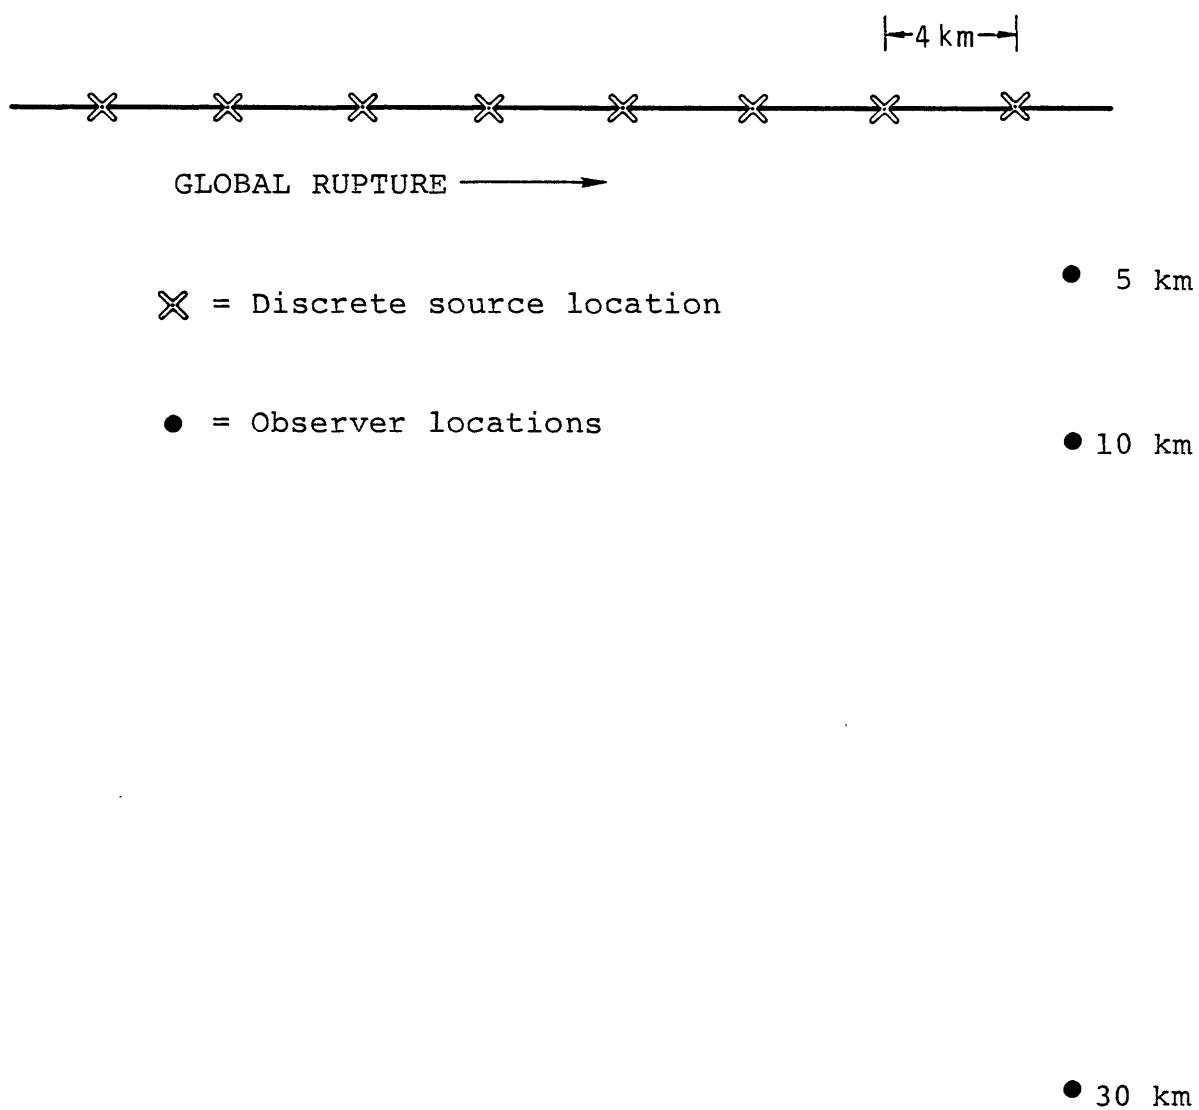 4 km
GLOBAL RUPTURE
= Discrete source location
5 km
= Observer locations
10 km
30 km